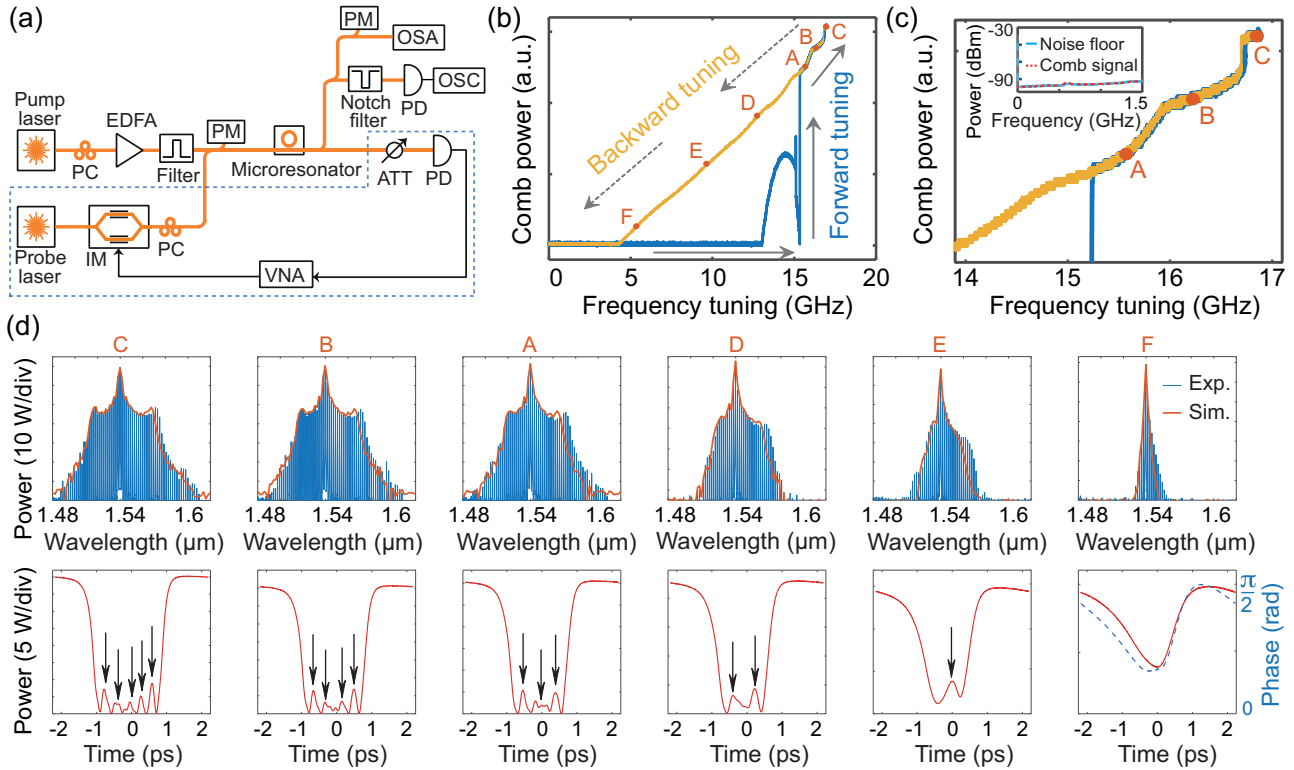 (a)
PM
OSA
Pump
laser
EDFA
PM
Notch
filter
PD
OSC
PC
Filter
Microresonator
ATT
PD
Probe
laser
IM
PC
VNA
(b)
Comb power (a.u.)
Backward tuning
Forward tuning
A
B
C
D
E
F
0
5
10
15
20
Frequency tuning (GHz)
(c)
Comb power (a.u.)
Power (dBm)
-30
-90
Noise floor
Comb signal
0
1.5
Frequency (GHz)
A
B
C
14
15
16
17
Frequency tuning (GHz)
(d)
C
B
A
D
E
F
Power (10 W/div)
Exp.
Sim.
1.48 1.54 1.6
1.48 1.54 1.6
1.48 1.54 1.6
1.48 1.54 1.6
1.48 1.54 1.6
1.48 1.54 1.6
Wavelength (μm)
Wavelength (μm)
Wavelength (μm)
Wavelength (μm)
Wavelength (μm)
Wavelength (μm)
Power (5 W/div)
π
2
0
Phase (rad)
-2 -1 0 1 2
-2 -1 0 1 2
-2 -1 0 1 2
-2 -1 0 1 2
-2 -1 0 1 2
-2 -1 0 1 2
Time (ps)
Time (ps)
Time (ps)
Time (ps)
Time (ps)
Time (ps)